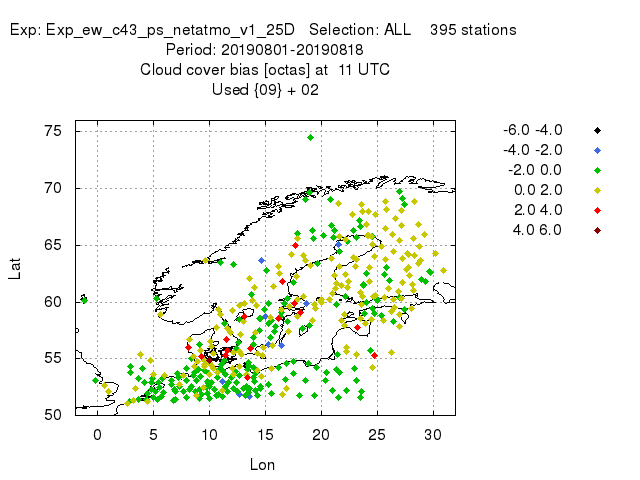 Exp: Exp_ew_c43_ps_netatmo_v1_25D Selection: ALL 395 stations
Period: 20190801-20190818
Cloud cover bias [octas] at 11 UTC
Used {09} + 02
-6.0 -4.0
-4.0 -2.0
-2.0 0.0
0.0 2.0
2.0 4.0
4.0 6.0
75
70
65
60
55
50
Lat
0 5 10 15 20 25 30
Lon